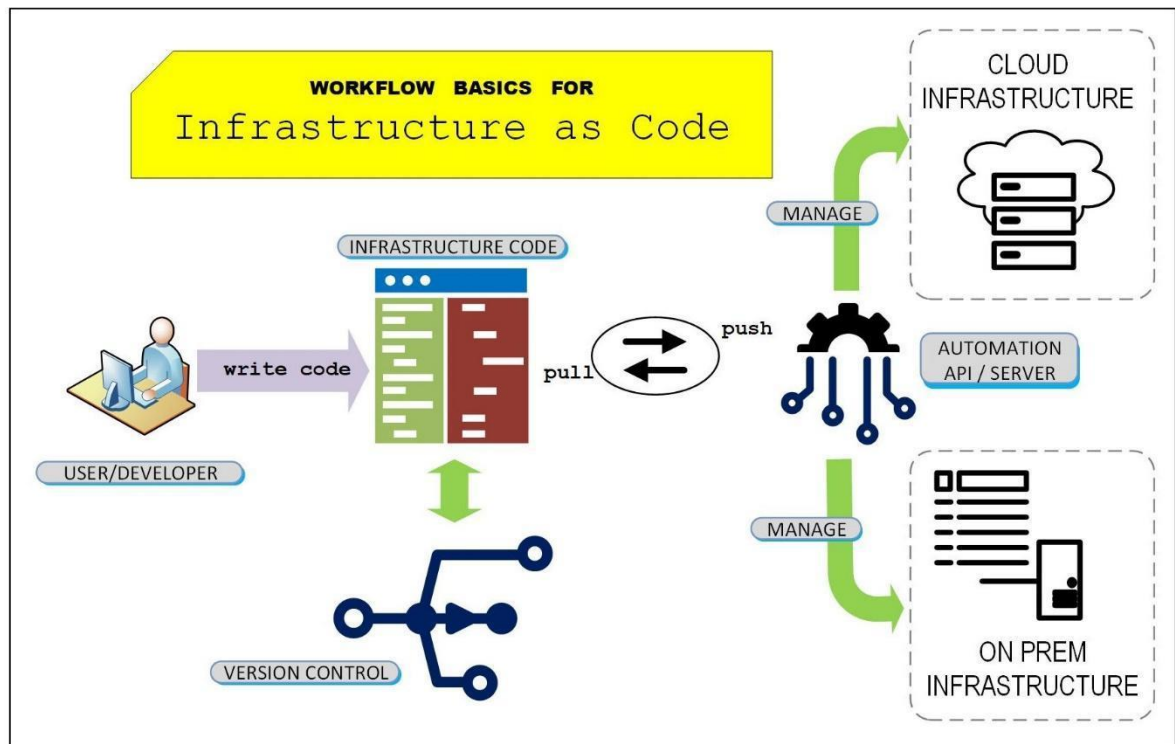 WORKFLOW BASICS FOR
Infrastructure as Code
CLOUD
INFRASTRUCTURE
MANAGE
INFRASTRUCTURE CODE
write code
pull
push
AUTOMATION
API / SERVER
USER/DEVELOPER
MANAGE
VERSION CONTROL
ON PREM
INFRASTRUCTURE